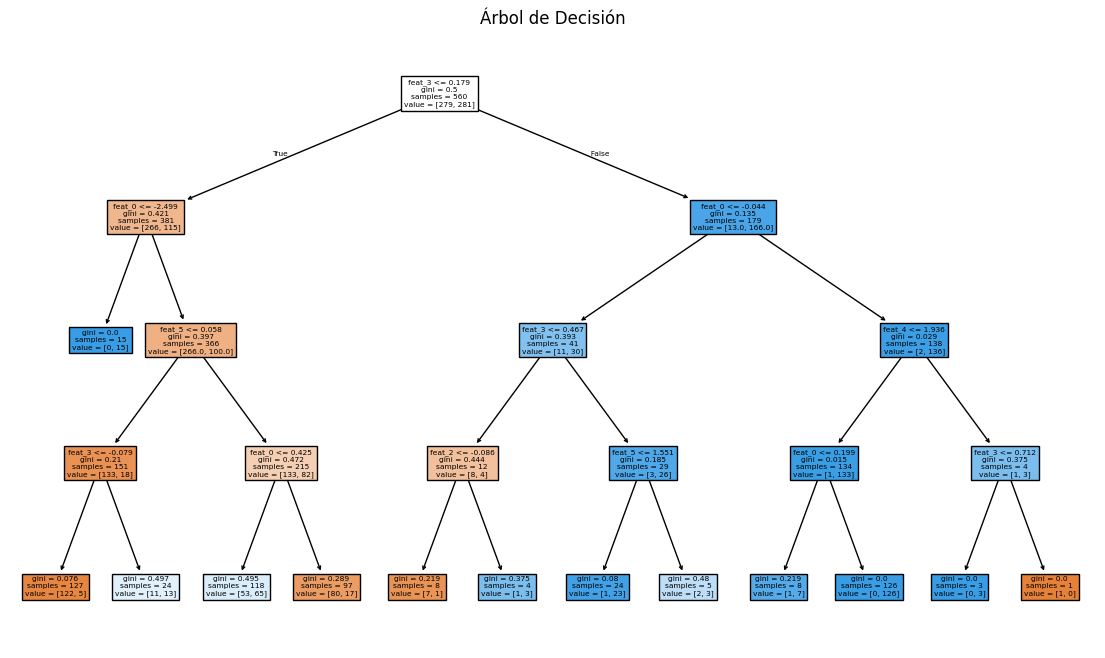 Árbol de Decisión
feat_3 <= 0.179
gini = 0.5
samples = 560
value = [279, 281]
True
False
feat_0 <= -2.499
gini = 0.421
samples = 381
value = [266, 115]
feat_0 <= -0.044
gini = 0.135
samples = 179
value = [13.0, 166.0]
gini = 0.0
samples = 15
value = [0, 15]
feat_5 <= 0.058
gini = 0.397
samples = 366
value = [266.0, 100.0]
feat_3 <= 0.467
gini = 0.393
samples = 41
value = [11, 30]
feat_4 <= 1.936
gini = 0.029
samples = 138
value = [2, 136]
feat_3 <= -0.079
gini = 0.21
samples = 151
value = [133, 18]
feat_0 <= 0.425
gini = 0.472
samples = 215
value = [133, 82]
feat_2 <= -0.086
gini = 0.444
samples = 12
value = [8, 4]
feat_5 <= 1.551
gini = 0.185
samples = 29
value = [3, 26]
feat_0 <= 0.199
gini = 0.015
samples = 134
value = [1, 133]
feat_3 <= 0.712
gini = 0.375
samples = 4
value = [1, 3]
gini = 0.076
samples = 127
value = [122, 5]
gini = 0.497
samples = 24
value = [11, 13]
gini = 0.495
samples = 118
value = [53, 65]
gini = 0.289
samples = 97
value = [80, 17]
gini = 0.219
samples = 8
value = [7, 1]
gini = 0.375
samples = 4
value = [1, 3]
gini = 0.08
samples = 24
value = [1, 23]
gini = 0.48
samples = 5
value = [2, 3]
gini = 0.219
samples = 8
value = [1, 7]
gini = 0.0
samples = 126
value = [0, 126]
gini = 0.0
samples = 3
value = [0, 3]
gini = 0.0
samples = 1
value = [1, 0]